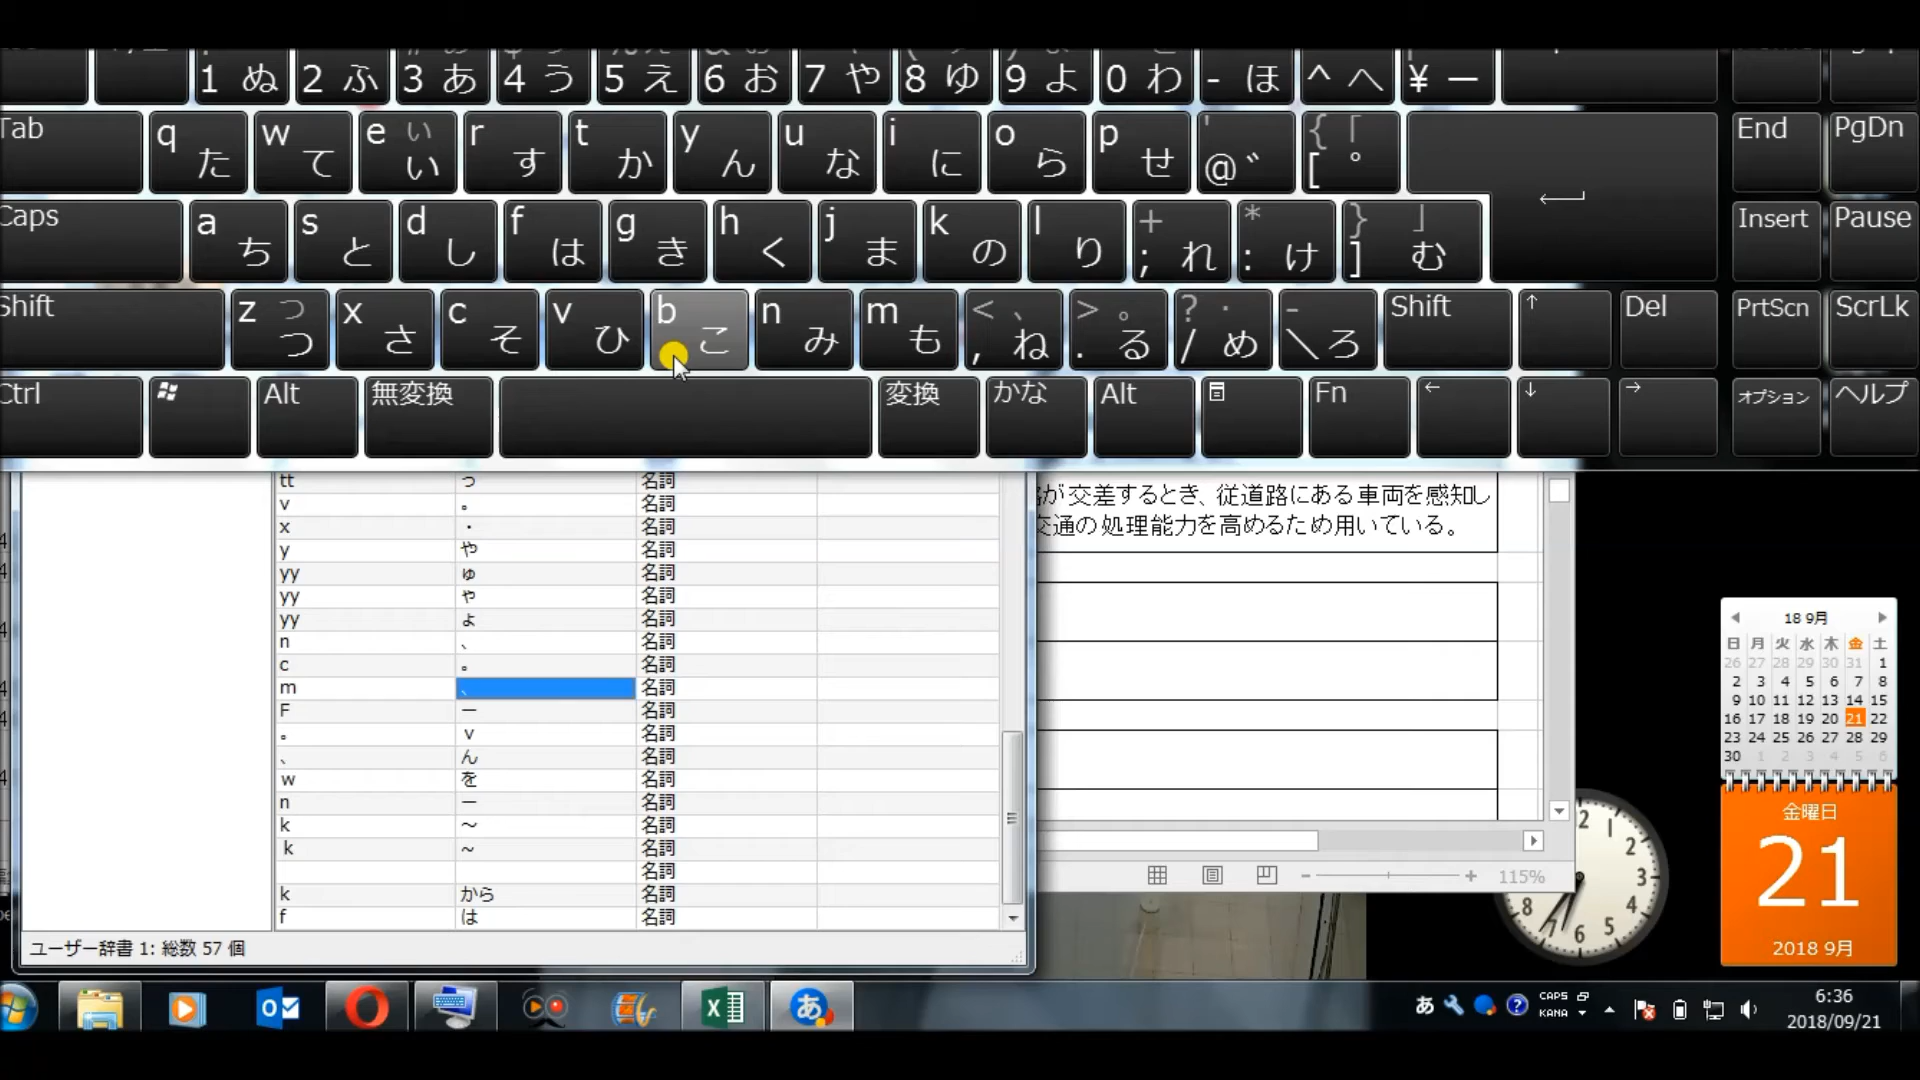 1 ぬ 2 ふ 3 あ 4 う 5 え 6 お 7 や 8 ゆ 9 よ 0 わ - ほ ^ へ ¥ ー
Tab q た w て e ぃ い r す t か y ん u な i に o ら p せ ' @ ゛ { 「 [ ゜ End PgDn
Caps a ち s と d し f は g き h く j ま k の l り + ; れ * : け } 」 ] む Insert Pause
Shift z っ つ x さ c そ v ひ b こ n み m も < 、 , ね > 。 . る ? ・ / め - \ ろ Shift ↑ Del PrtScn ScrLk
Ctrl Alt 無変換 変換 かな Alt Fn ← ↓ → オプション ヘルプ
tt っ 名詞
v 。 名詞
x ・ 名詞
y や 名詞
yy ゅ 名詞
yy ゃ 名詞
yy ょ 名詞
n 、 名詞
c 。 名詞
m 、 名詞
F ー 名詞
。 v 名詞
、 ん 名詞
w を 名詞
n ー 名詞
k ～ 名詞
k ~ 名詞
名詞
k から 名詞
f は 名詞
ユーザー辞書 1: 総数 57 個
が交差するとき、従道路にある車両を感知し
交通の処理能力を高めるため用いている。
115%
18 9月
日 月 火 水 木 金 土
26 27 28 29 30 31 1
2 3 4 5 6 7 8
9 10 11 12 13 14 15
16 17 18 19 20 21 22
23 24 25 26 27 28 29
30 1 2 3 4 5 6
金曜日
21
2018 9月
2 1 2 3 4 5 6 7 8
あ CAPS KANA
6:36
2018/09/21